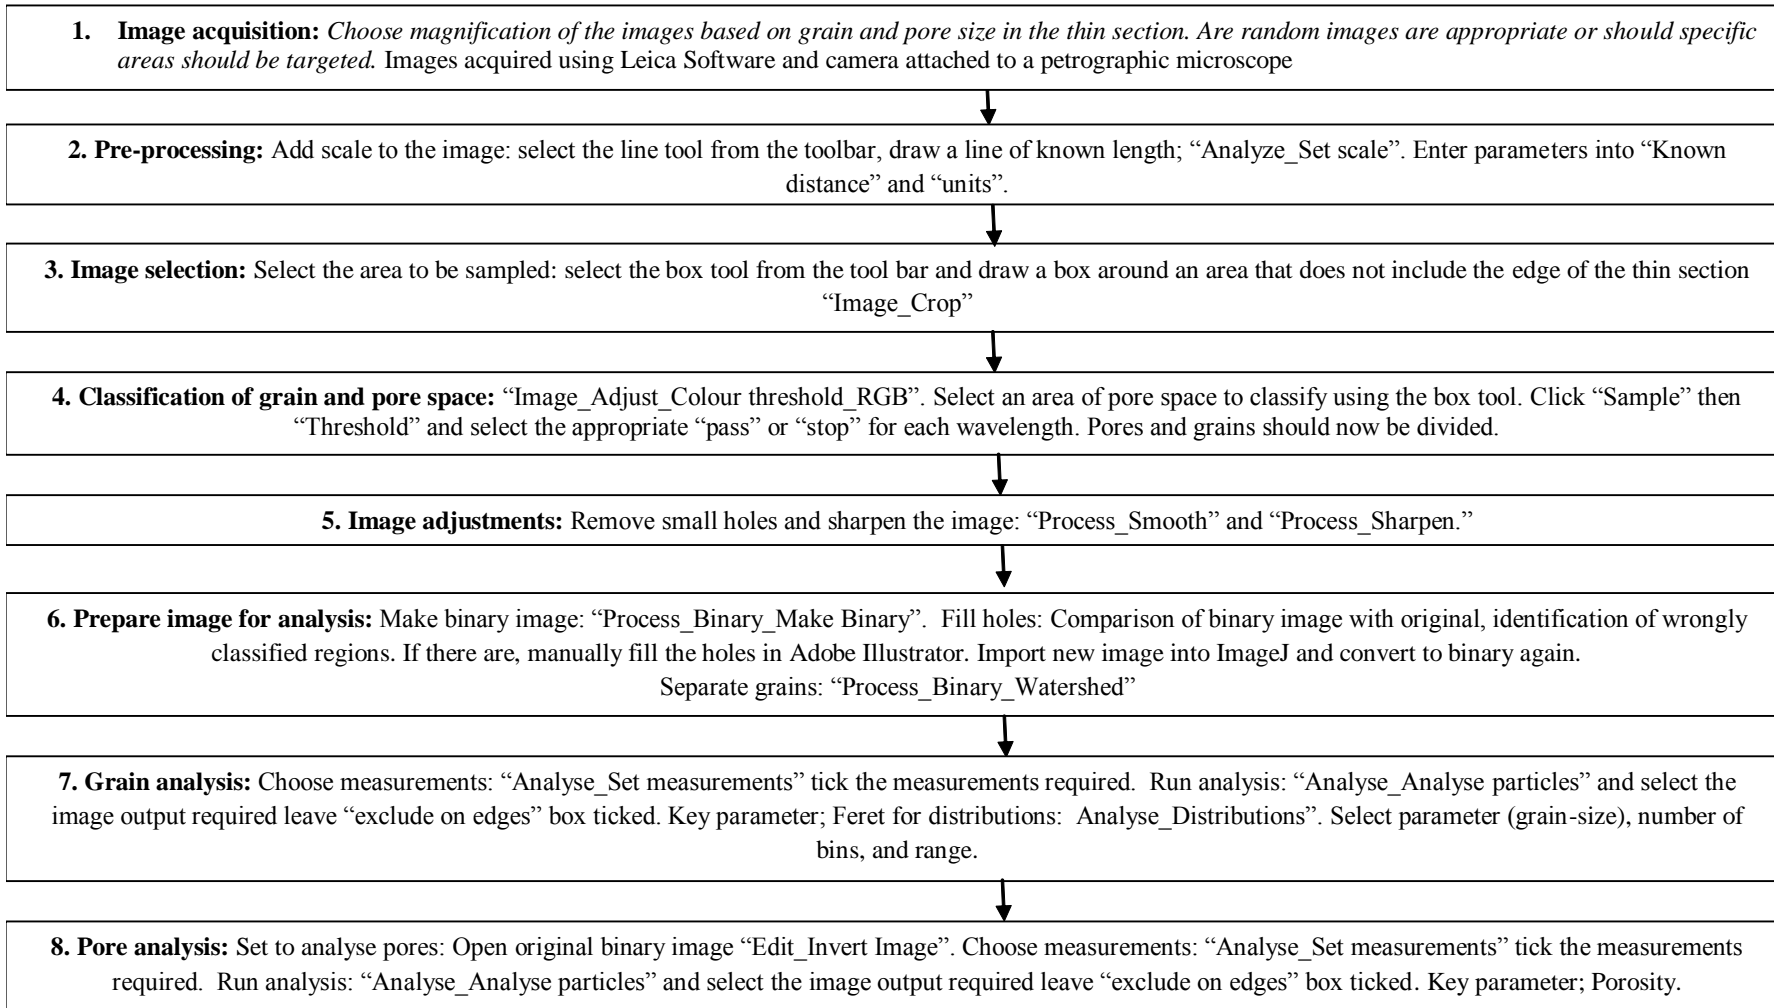 1. Image acquisition: Choose magnification of the images based on grain and pore size in the thin section. Are random images are appropriate or should specific
areas should be targeted. Images acquired using Leica Software and camera attached to a petrographic microscope
2. Pre-processing: Add scale to the image: select the line tool from the toolbar, draw a line of known length; “Analyze_Set scale”. Enter parameters into “Known
distance” and “units”.
3. Image selection: Select the area to be sampled: select the box tool from the tool bar and draw a box around an area that does not include the edge of the thin section
“Image_Crop”
4. Classification of grain and pore space: “Image_Adjust_Colour threshold_RGB”. Select an area of pore space to classify using the box tool. Click “Sample” then
“Threshold” and select the appropriate “pass” or “stop” for each wavelength. Pores and grains should now be divided.
5. Image adjustments: Remove small holes and sharpen the image: “Process_Smooth” and “Process_Sharpen.”
6. Prepare image for analysis: Make binary image: “Process_Binary_Make Binary”. Fill holes: Comparison of binary image with original, identification of wrongly
classified regions. If there are, manually fill the holes in Adobe Illustrator. Import new image into ImageJ and convert to binary again.
Separate grains: “Process_Binary_Watershed”
7. Grain analysis: Choose measurements: “Analyse_Set measurements” tick the measurements required. Run analysis: “Analyse_Analyse particles” and select the
image output required leave “exclude on edges” box ticked. Key parameter; Feret for distributions: Analyse_Distributions”. Select parameter (grain-size), number of
bins, and range.
8. Pore analysis: Set to analyse pores: Open original binary image “Edit_Invert Image”. Choose measurements: “Analyse_Set measurements” tick the measurements
required. Run analysis: “Analyse_Analyse particles” and select the image output required leave “exclude on edges” box ticked. Key parameter; Porosity.